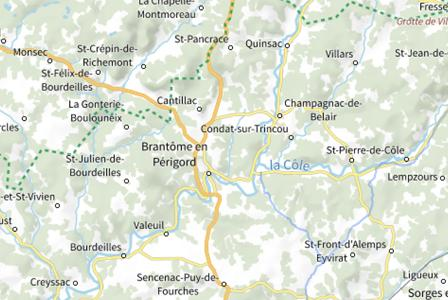 La Chapelle-
Montmoreau
Fresse
Grotte de Vil
St-Pancrace
Quinsac
Monsec
St-Crépin-de-
Richemont
Villars
St-Jean-de-
St-Félix-de-
Bourdeilles
La Gonterie-
Boulouneix
Cantillac
Champagnac-de-
Belair
rcles
Condat-sur-Trincou
Brantôme en
Périgord
St-Julien-de-
Bourdeilles
la Côle
St-Pierre-de-Côle
Lempzours
-et-St-Vivien
ust
Valeuil
Bourdeilles
St-Front-d'Alemps
Eyvirat
Creyssac
Sencenac-Puy-de-
Fourches
Ligueux
Sorges e